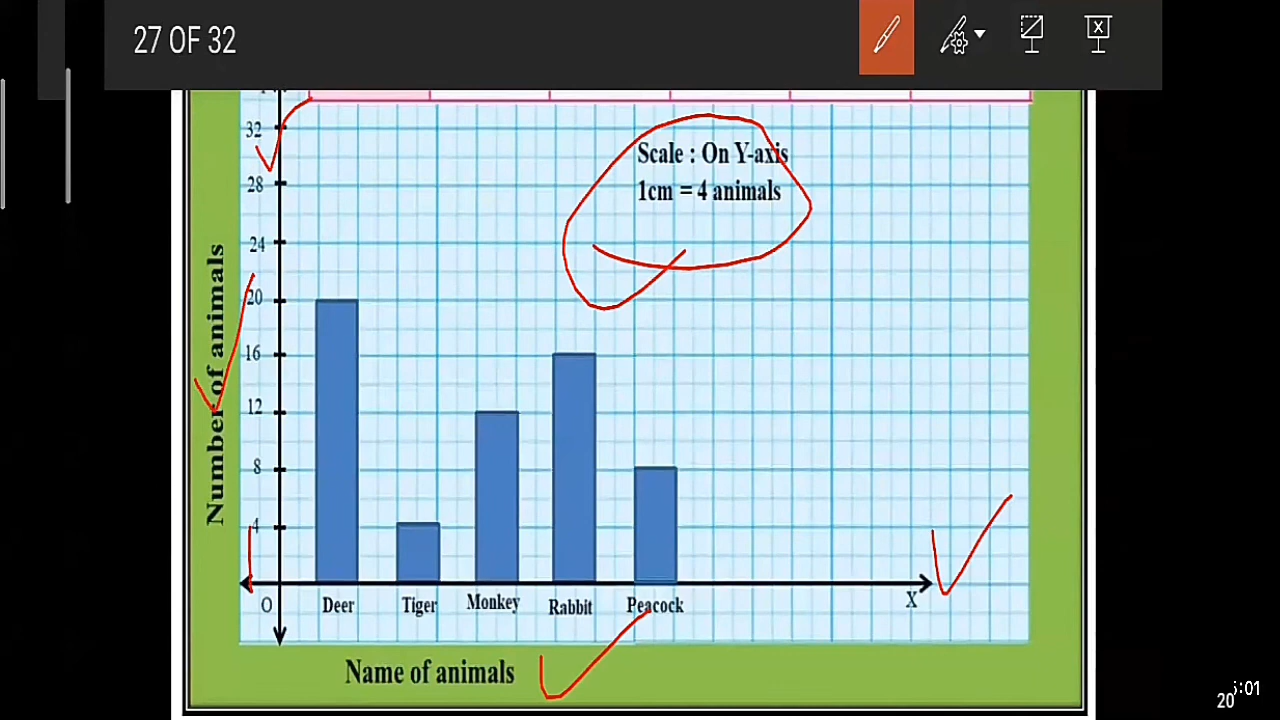 27 OF 32
Scale : On Y-axis
1cm = 4 animals
32
28
24
20
16
12
8
4
Number of animals
O
Deer
Tiger
Monkey
Rabbit
Peacock
X
Name of animals